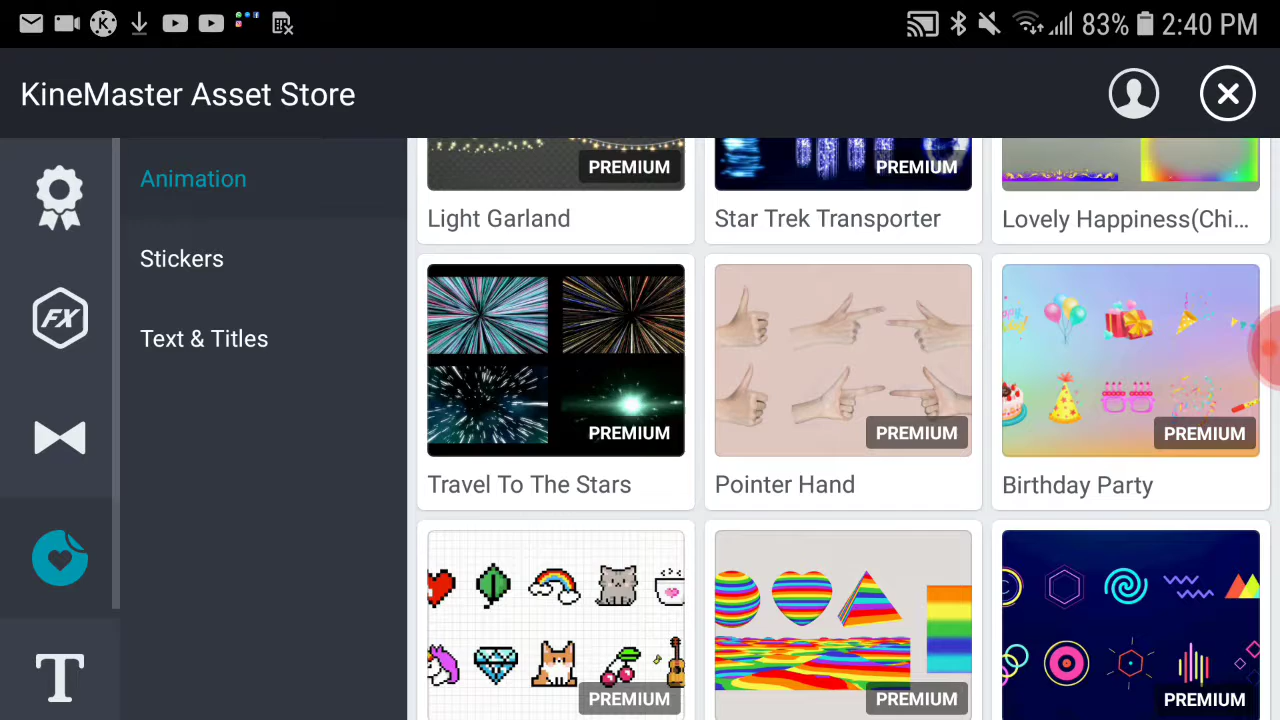 83% 2:40 PM
KineMaster Asset Store
Animation
Stickers
Text & Titles
PREMIUM
Light Garland
PREMIUM
Star Trek Transporter
Lovely Happiness(Chi...
PREMIUM
Travel To The Stars
PREMIUM
Pointer Hand
PREMIUM
Birthday Party
PREMIUM
PREMIUM
PREMIUM
FX
T
K